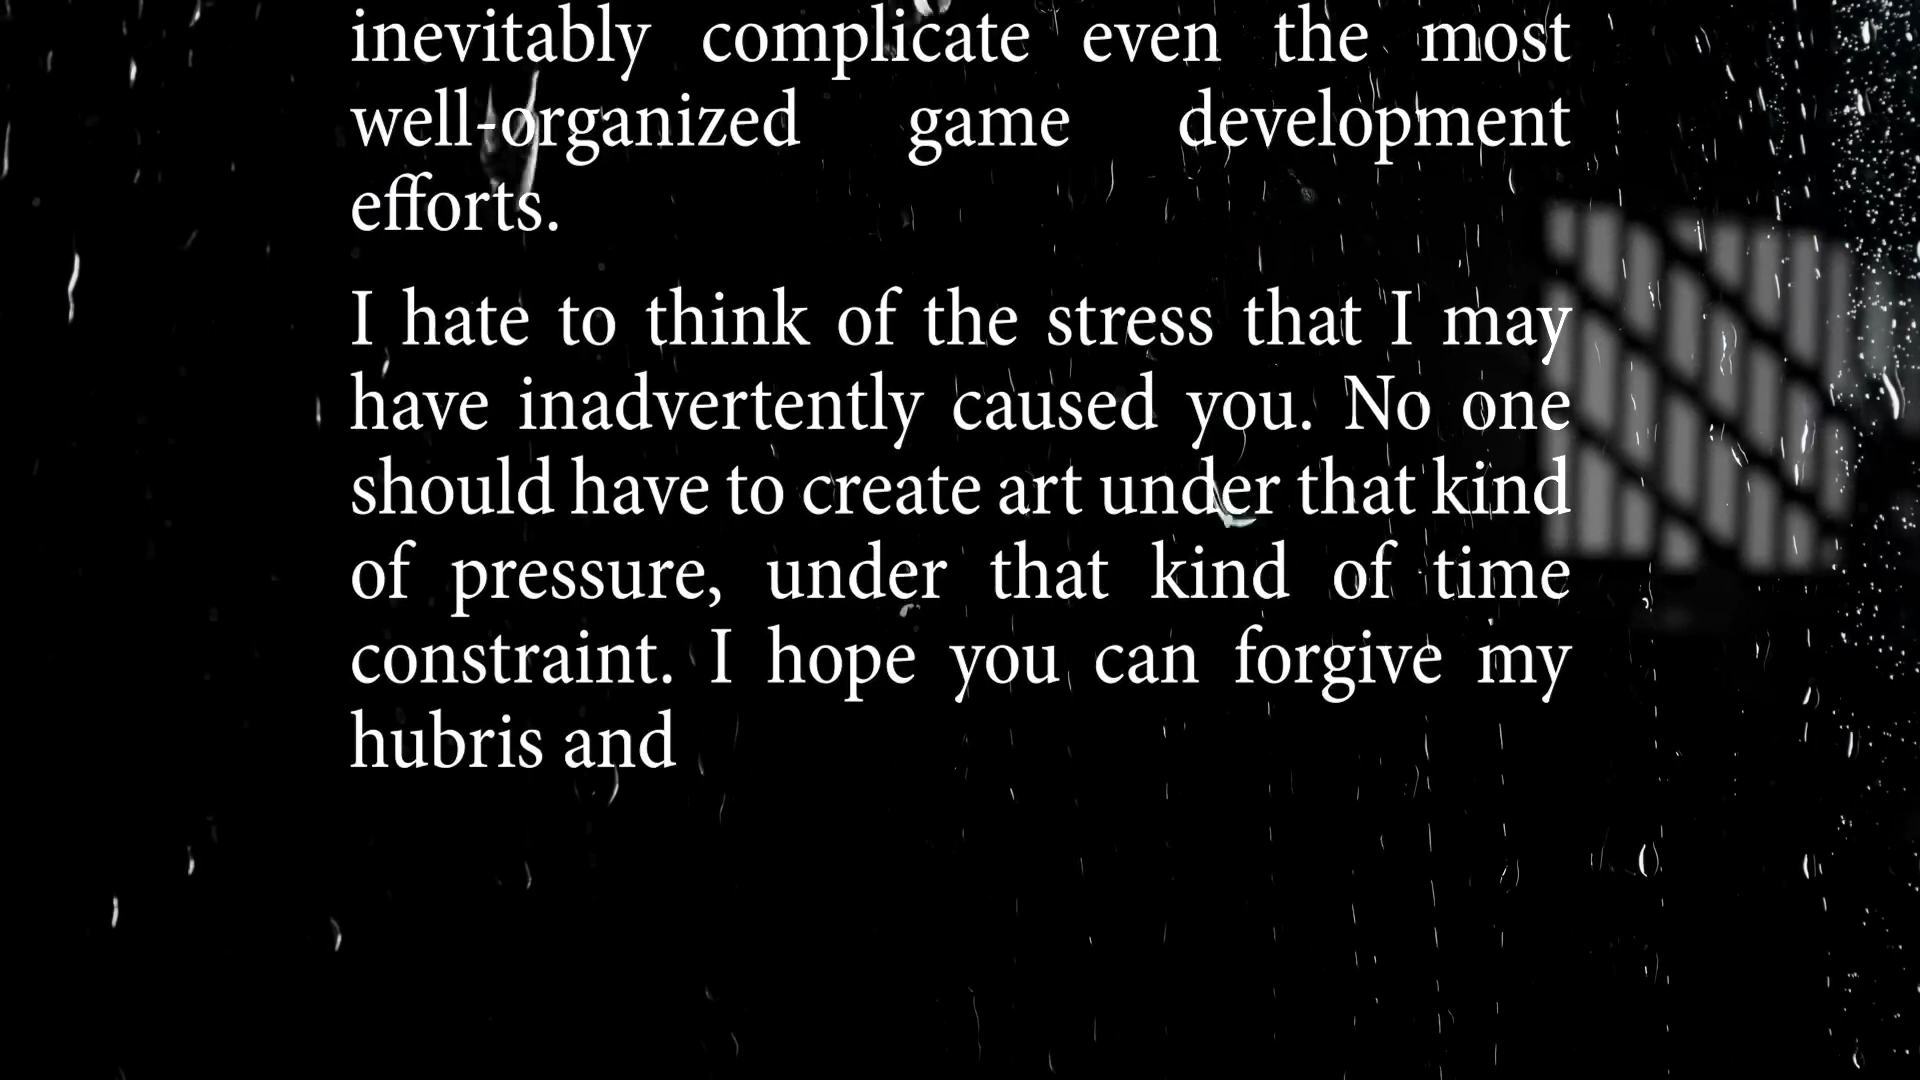 inevitably complicate even the most
well-organized game development
efforts.
I hate to think of the stress that I may
have inadvertently caused you. No one
should have to create art under that kind
of pressure, under that kind of time
constraint. I hope you can forgive my
hubris and